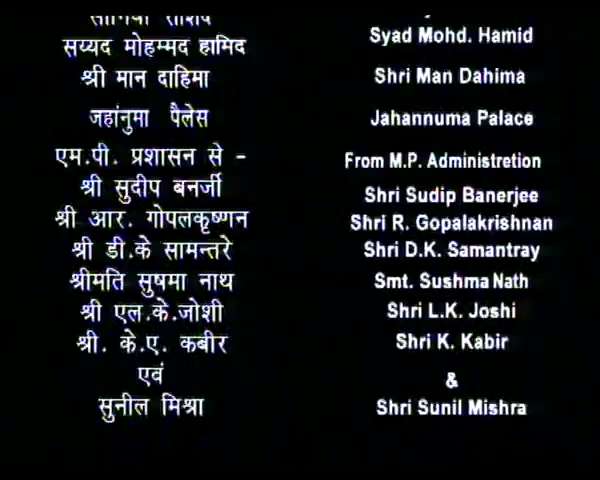 सय्यद मोहम्मद हामिद
Syad Mohd. Hamid
श्री मान दाहिमा
Shri Man Dahima
जहांनुमा पैलेस
Jahannuma Palace
एम.पी. प्रशासन से -
From M.P. Administretion
श्री सुदीप बनर्जी
Shri Sudip Banerjee
श्री आर. गोपलकृष्णन
Shri R. Gopalakrishnan
श्री डी.के सामन्तरे
Shri D.K. Samantray
श्रीमति सुषमा नाथ
Smt. Sushma Nath
श्री एल.के.जोशी
Shri L.K. Joshi
श्री. के.ए. कबीर
Shri K. Kabir
एवं
&
सुनील मिश्रा
Shri Sunil Mishra